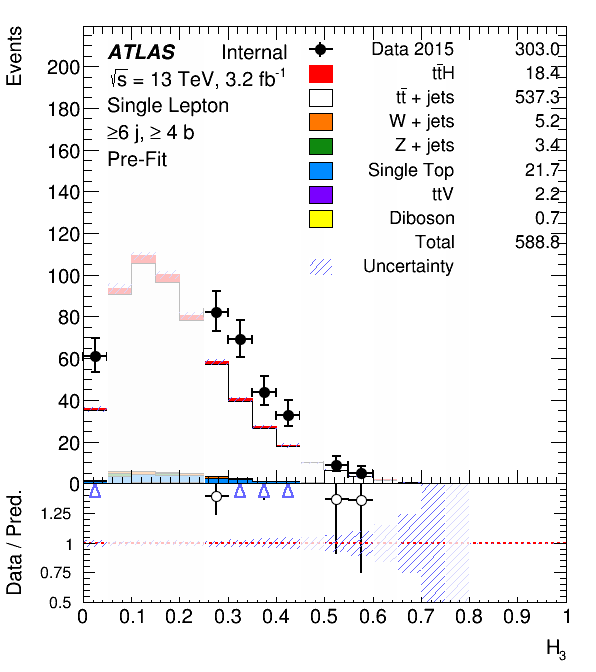 Events
ATLAS Internal
√s = 13 TeV, 3.2 fb⁻¹
Single Lepton
≥6 j, ≥ 4 b
Pre-Fit
Data 2015 303.0
tt̄H 18.4
tt̄ + jets 537.3
W + jets 5.2
Z + jets 3.4
Single Top 21.7
ttV 2.2
Diboson 0.7
Total 588.8
Uncertainty
200
180
160
140
120
100
80
60
40
20
0
Data / Pred.
1.25
1
0.75
0.5
0 0.1 0.2 0.3 0.4 0.5 0.6 0.7 0.8 0.9 1
H₃